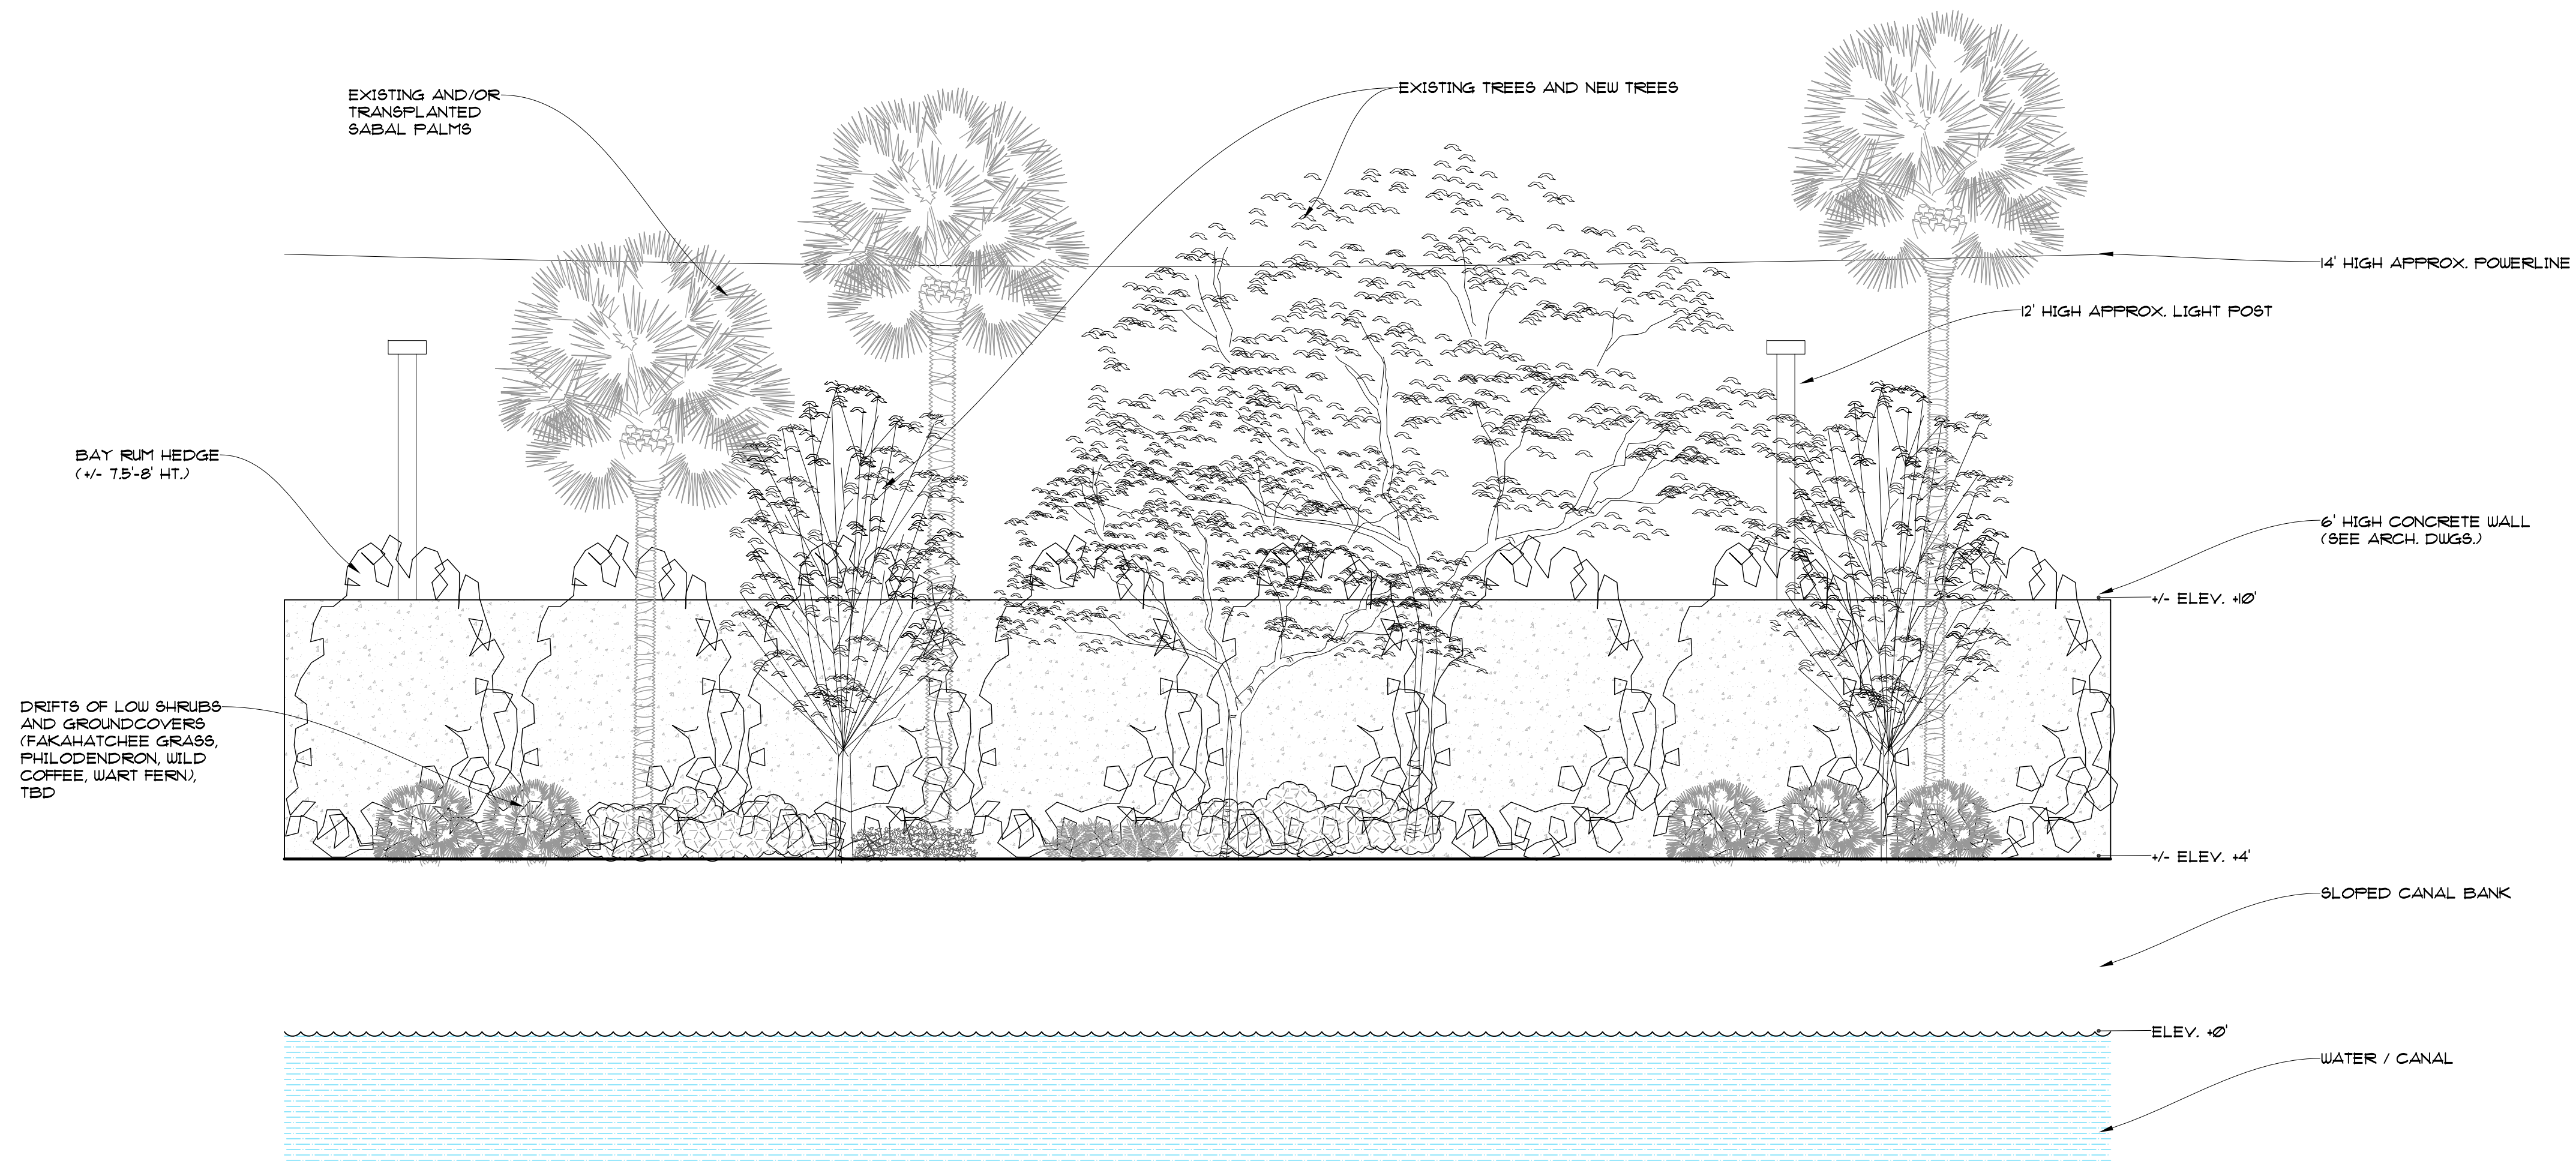 EXISTING AND/OR
TRANSPLANTED
SABAL PALMS
EXISTING TREES AND NEW TREES
14' HIGH APPROX. POWERLINE
12' HIGH APPROX. LIGHT POST
BAY RUM HEDGE
(+/- 7.5'-8' HT.)
6' HIGH CONCRETE WALL
(SEE ARCH. DWGS.)
+/- ELEV. +10'
DRIFTS OF LOW SHRUBS
AND GROUNDCOVERS
(FAKAHATCHEE GRASS,
PHILODENDRON, WILD
COFFEE, WART FERN),
TBD
+/- ELEV. +4'
SLOPED CANAL BANK
ELEV. +0'
WATER / CANAL